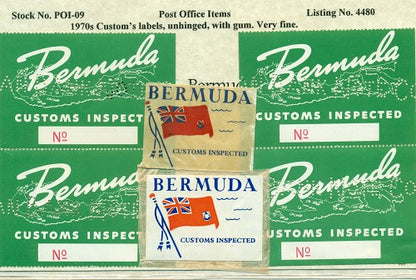 Stock No. POI-09 Post Office Items Listing No. 4480
1970s Custom's labels, unhinged, with gum. Very fine.
Bermuda
CUSTOMS INSPECTED
No
Bermuda
BERMUDA
CUSTOMS INSPECTED
Bermuda
CUSTOMS INSPECTED
No
Bermuda
CUSTOMS INSPECTED
No
BERMUDA
CUSTOMS INSPECTED
Bermuda
CUSTOMS INSPECTED
No